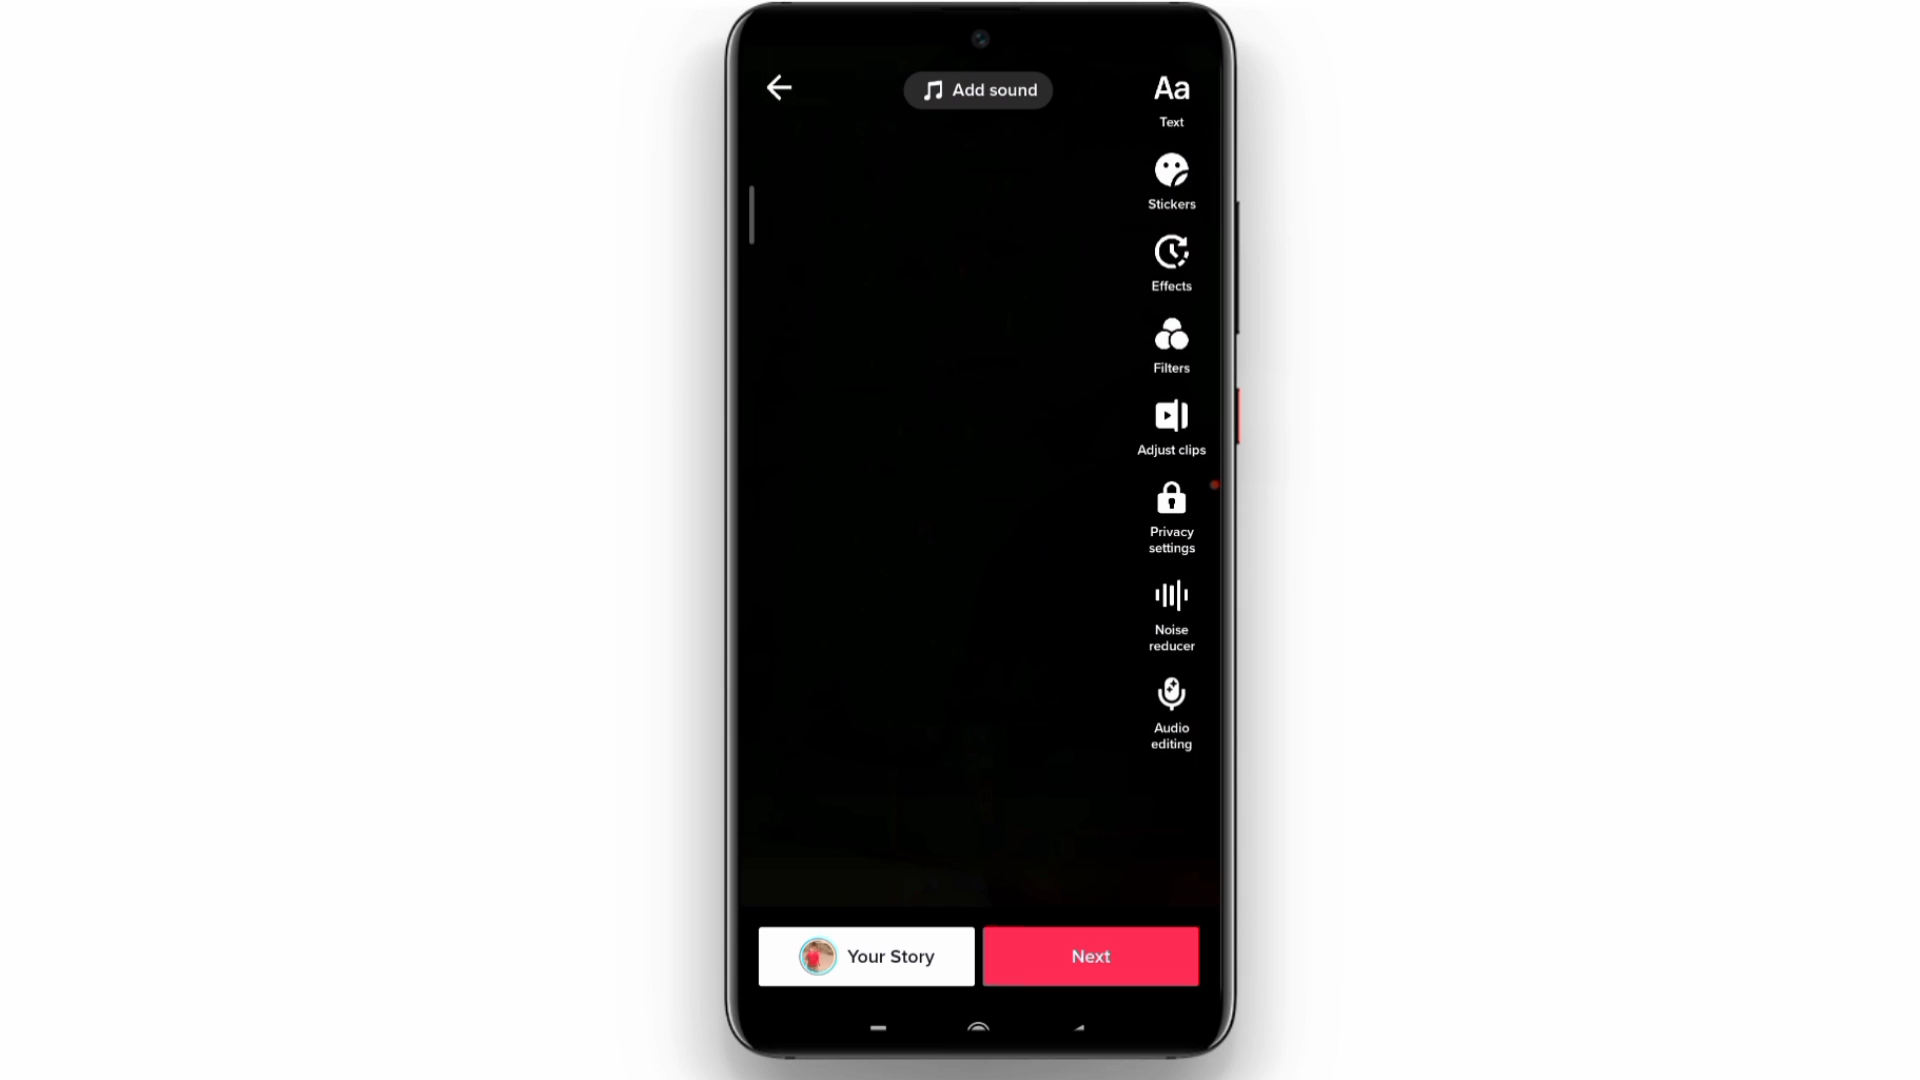 Add sound
Aa
Text
Stickers
Effects
Filters
Adjust clips
Privacy
settings
Noise
reducer
Audio
editing
Your Story
Next